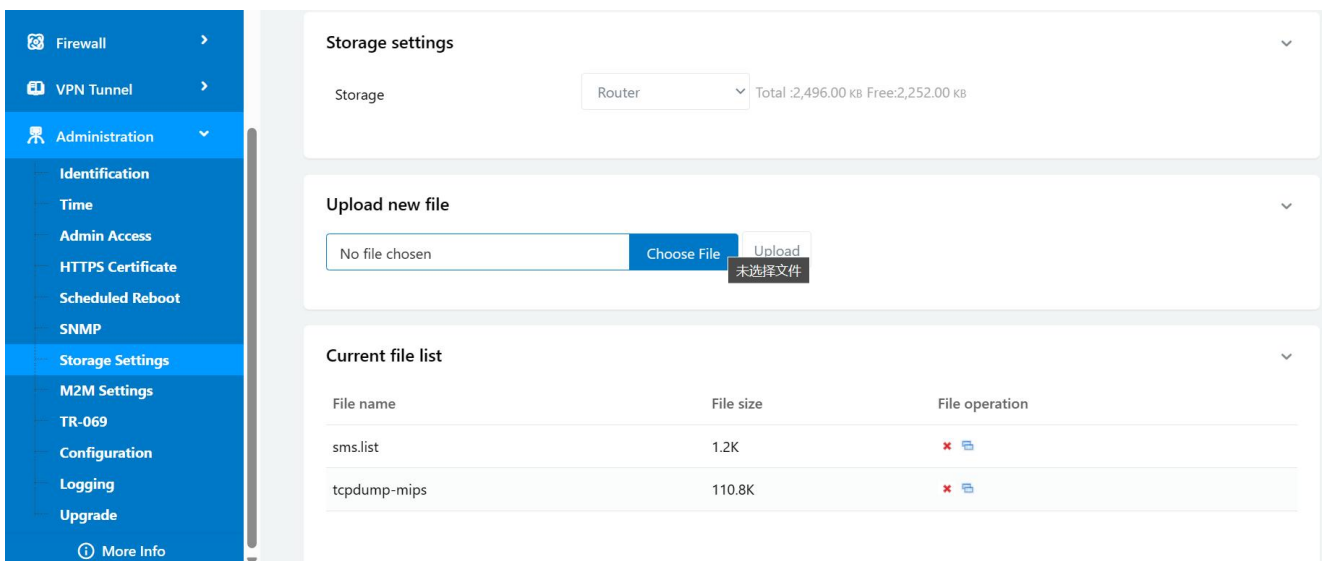 Firewall
VPN Tunnel
Administration
Identification
Time
Admin Access
HTTPS Certificate
Scheduled Reboot
SNMP
Storage Settings
M2M Settings
TR-069
Configuration
Logging
Upgrade
More Info
Storage settings
Storage Router Total :2,496.00 KB Free:2,252.00 KB
Upload new file
No file chosen Choose File Upload
未选择文件
Current file list
File name File size File operation
sms.list 1.2K
tcpdump-mips 110.8K